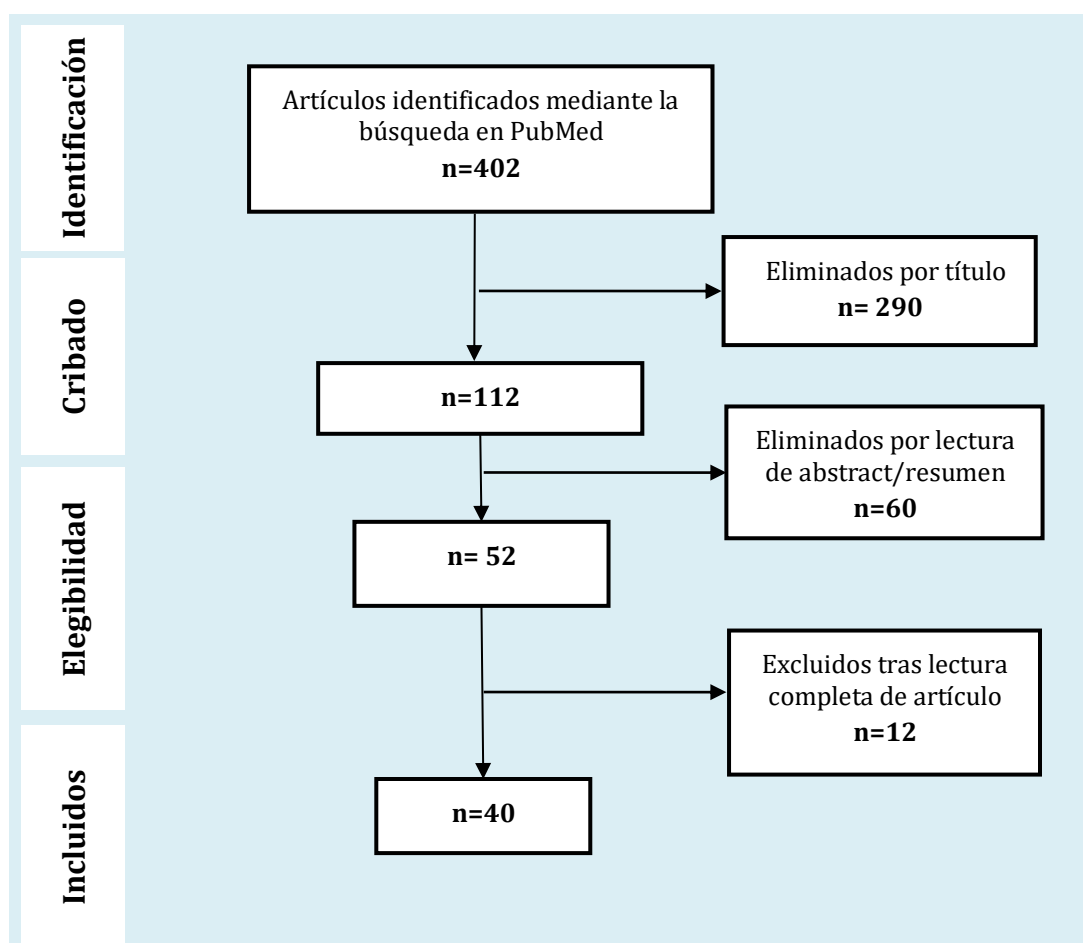 Identificación
Artículos identificados mediante la
búsqueda en PubMed
n=402
Eliminados por título
n= 290
Cribado
n=112
Eliminados por lectura
de abstract/resumen
n=60
Elegibilidad
n= 52
Excluidos tras lectura
completa de artículo
n=12
Incluidos
n=40